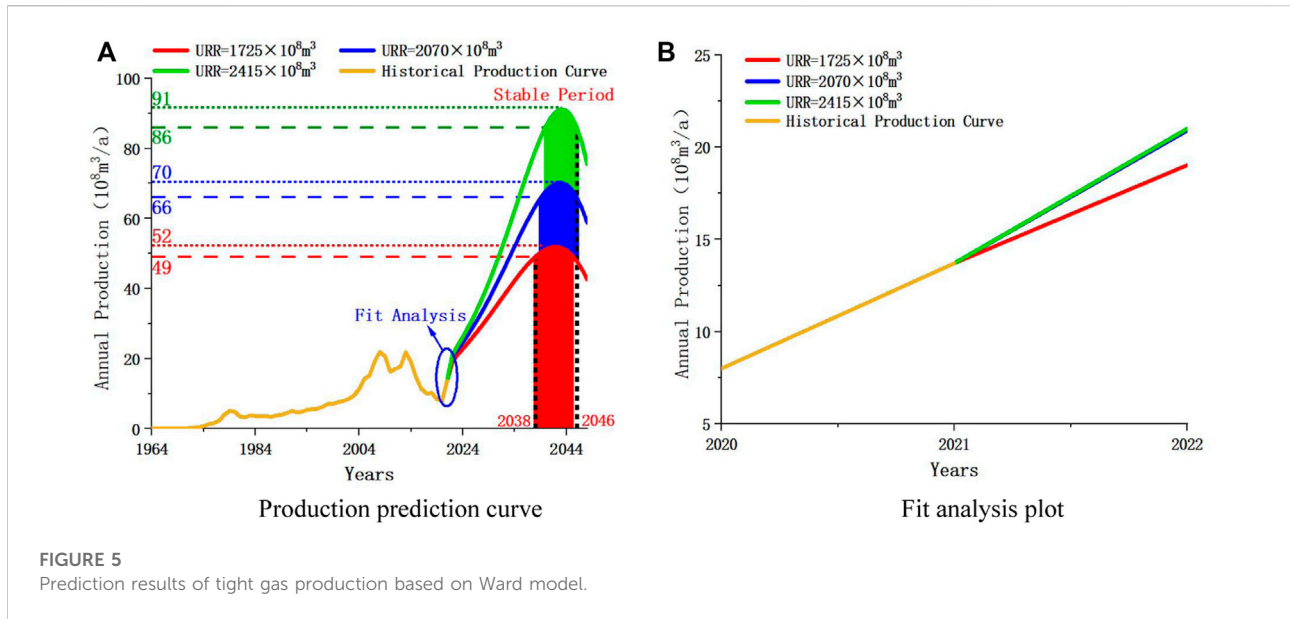 A
URR=1725×10⁸m³ URR=2070×10⁸m³
URR=2415×10⁸m³ Historical Production Curve
Annual Production (10⁸m³/a)
100
80
60
40
20
0
91
86
70
66
52
49
Stable Period
Fit Analysis
2038 2046
1964 1984 2004 2024 2044
Years
Production prediction curve
B
URR=1725×10⁸m³
URR=2070×10⁸m³
URR=2415×10⁸m³
Historical Production Curve
Annual Production (10⁸m³/a)
25
20
15
10
5
2020 2021 2022
Years
Fit analysis plot
FIGURE 5
Prediction results of tight gas production based on Ward model.